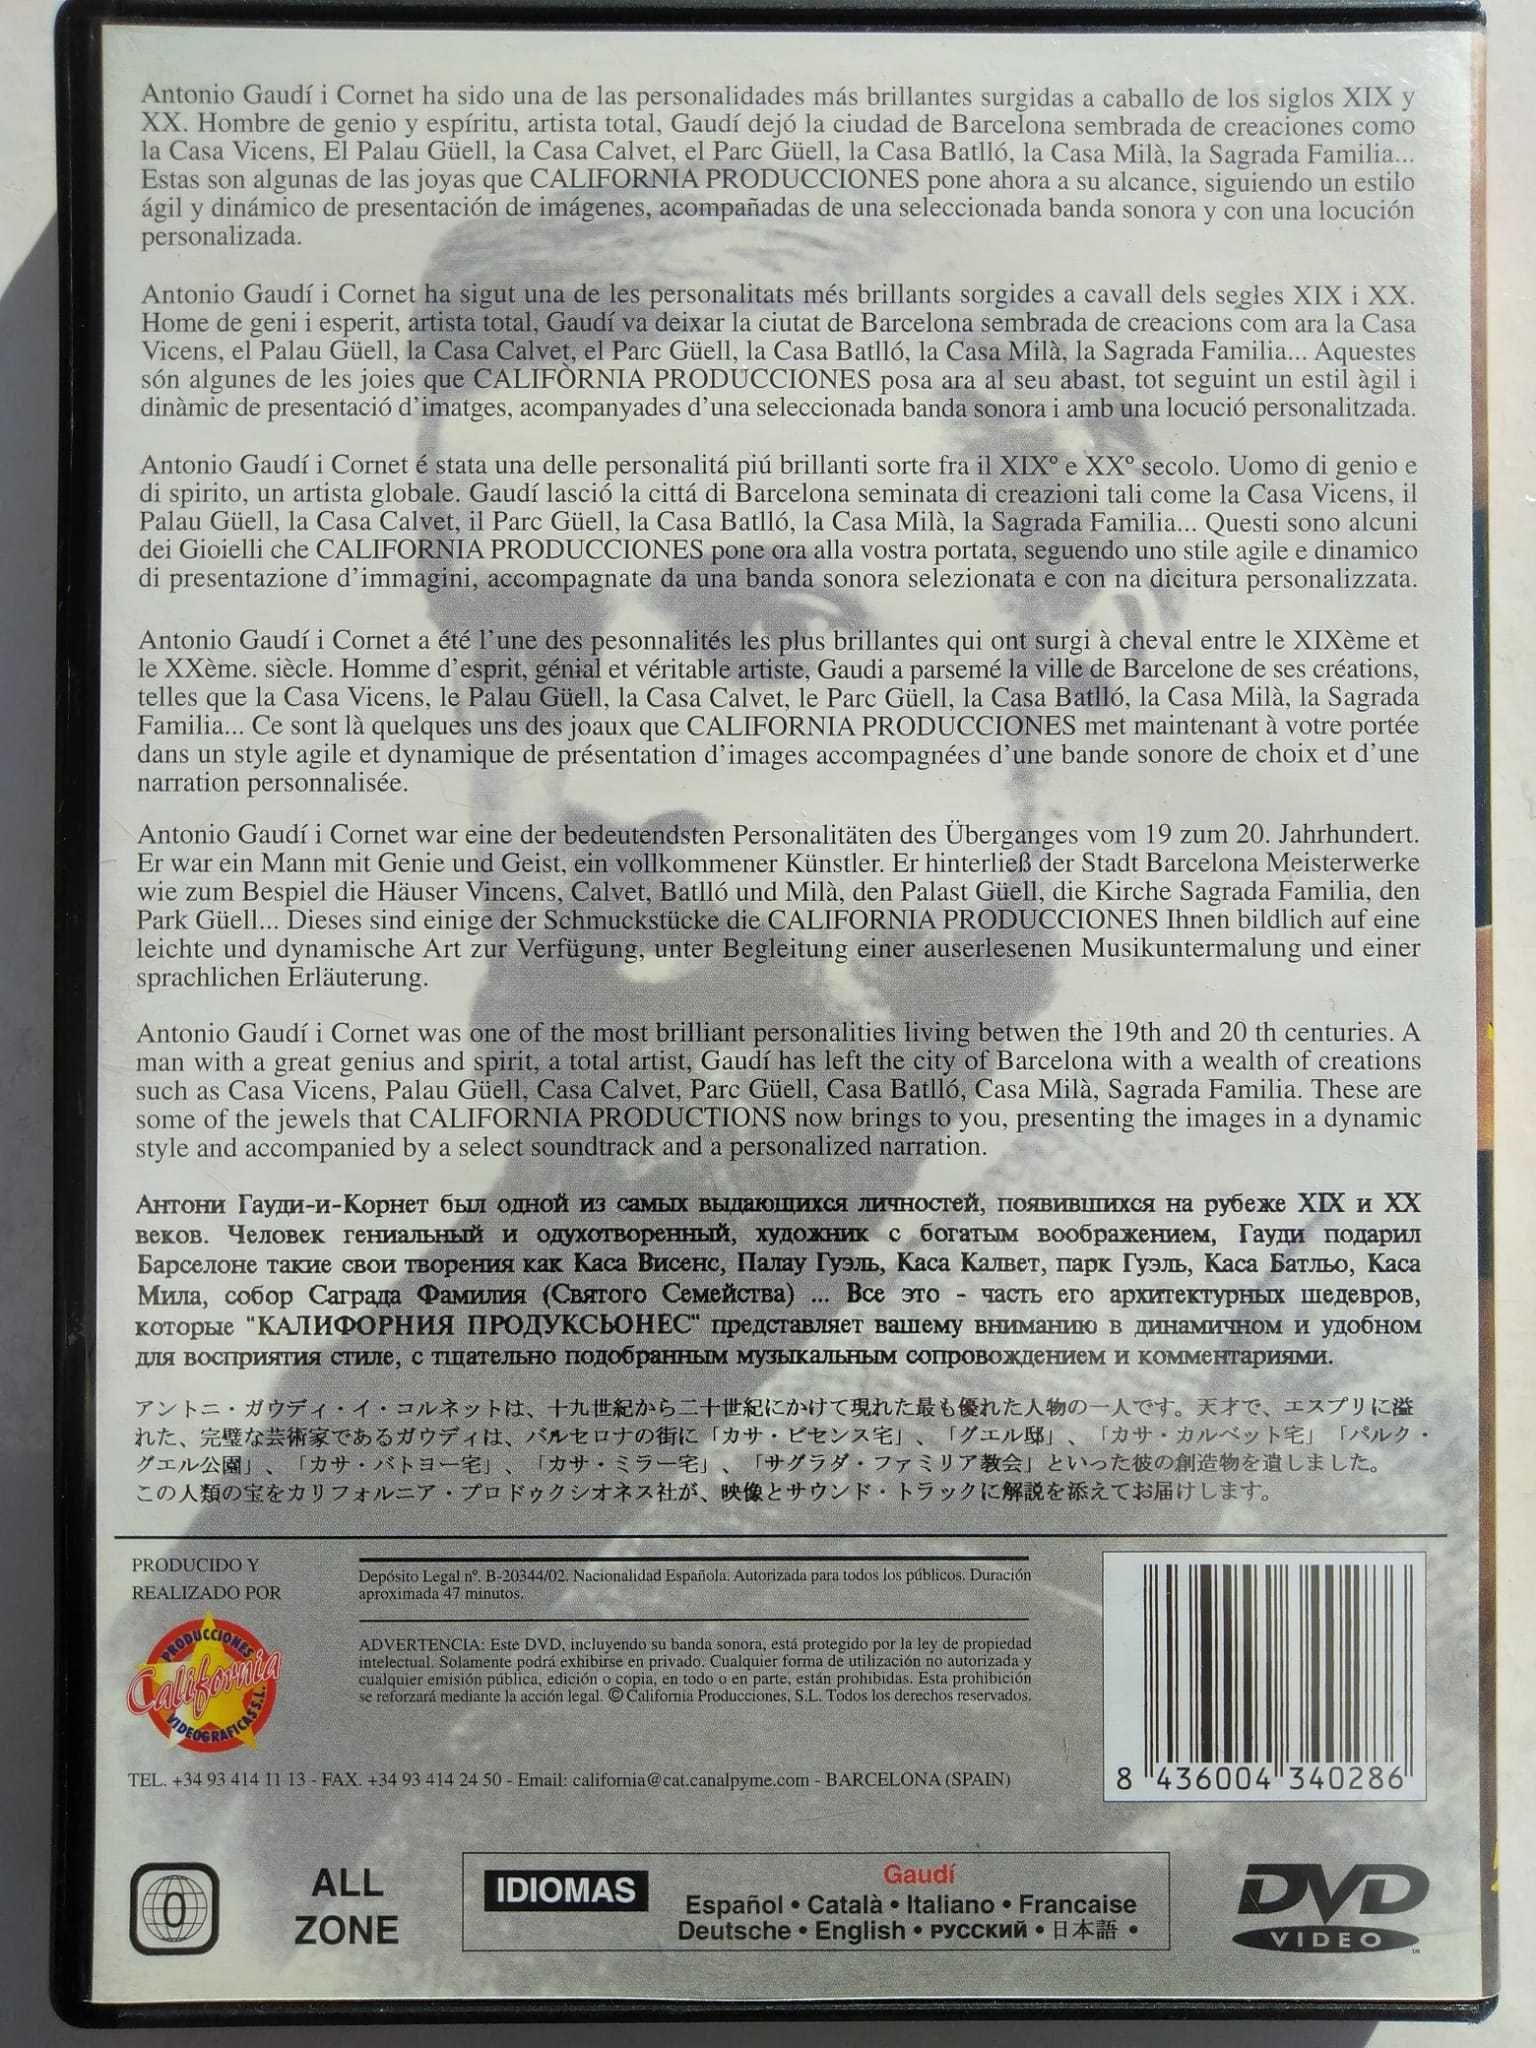 Antonio Gaudí i Cornet ha sido una de las personalidades más brillantes surgidas a caballo de los siglos XIX y
XX. Hombre de genio y espíritu, artista total, Gaudí dejó la ciudad de Barcelona sembrada de creaciones como
la Casa Vicens, El Palau Güell, la Casa Calvet, el Parc Güell, la Casa Batlló, la Casa Milà, la Sagrada Familia...
Estas son algunas de las joyas que CALIFORNIA PRODUCCIONES pone ahora a su alcance, siguiendo un estilo
ágil y dinámico de presentación de imágenes, acompañadas de una seleccionada banda sonora y con una locución
personalizada.
Antonio Gaudí i Cornet ha sigut una de les personalitats més brillants sorgides a cavall dels segles XIX i XX.
Home de geni i esperit, artista total, Gaudí va deixar la ciutat de Barcelona sembrada de creacions com ara la Casa
Vicens, el Palau Güell, la Casa Calvet, el Parc Güell, la Casa Batlló, la Casa Milà, la Sagrada Familia... Aquestes
són algunes de les joies que CALIFÒRNIA PRODUCCIONES posa ara al seu abast, tot seguint un estil àgil i
dinàmic de presentació d'imatges, acompanyades d'una seleccionada banda sonora i amb una locució personalitzada.
Antonio Gaudí i Cornet é stata una delle personalitá piú brillanti sorte fra il XIXº e XXº secolo. Uomo di genio e
di spirito, un artista globale. Gaudí lasció la cittá di Barcelona seminata di creazioni tali come la Casa Vicens, il
Palau Güell, la Casa Calvet, il Parc Güell, la Casa Batlló, la Casa Milà, la Sagrada Familia... Questi sono alcuni
dei Gioielli che CALIFORNIA PRODUCCIONES pone ora alla vostra portata, seguendo uno stile agile e dinamico
di presentazione d'immagini, accompagnate da una banda sonora selezionata e con na dicitura personalizzata.
Antonio Gaudí i Cornet a été l'une des pesonnalités les plus brillantes qui ont surgi à cheval entre le XIXème et
le XXème. siècle. Homme d'esprit, génial et véritable artiste, Gaudi a parsemé la ville de Barcelone de ses créations,
telles que la Casa Vicens, le Palau Güell, la Casa Calvet, le Parc Güell, la Casa Batlló, la Casa Milà, la Sagrada
Familia... Ce sont là quelques uns des joaux que CALIFORNIA PRODUCCIONES met maintenant à votre portée
dans un style agile et dynamique de présentation d'images accompagnées d'une bande sonore de choix et d'une
narration personnalisée.
Antonio Gaudí i Cornet war eine der bedeutendsten Personalitäten des Überganges vom 19 zum 20. Jahrhundert.
Er war ein Mann mit Genie und Geist, ein vollkommener Künstler. Er hinterließ der Stadt Barcelona Meisterwerke
wie zum Bespiel die Häuser Vincens, Calvet, Batlló und Milà, den Palast Güell, die Kirche Sagrada Familia, den
Park Güell... Dieses sind einige der Schmuckstücke die CALIFORNIA PRODUCCIONES Ihnen bildlich auf eine
leichte und dynamische Art zur Verfügung, unter Begleitung einer auserlesenen Musikuntermalung und einer
sprachlichen Erläuterung.
Antonio Gaudí i Cornet was one of the most brilliant personalities living betwen the 19th and 20 th centuries. A
man with a great genius and spirit, a total artist, Gaudí has left the city of Barcelona with a wealth of creations
such as Casa Vicens, Palau Güell, Casa Calvet, Parc Güell, Casa Batlló, Casa Milà, Sagrada Familia. These are
some of the jewels that CALIFORNIA PRODUCTIONS now brings to you, presenting the images in a dynamic
style and accompanied by a select soundtrack and a personalized narration.
Антони Гауди-и-Корнет был одной из самых выдающихся личностей, появившихся на рубеже XIX и XX
веков. Человек гениальный и одухотворенный, художник с богатым воображением, Гауди подарил
Барселоне такие свои творения как Каса Висенс, Палау Гуэль, Каса Калвет, парк Гуэль, Каса Батльо, Каса
Мила, собор Саграда Фамилия (Святого Семейства) ... Все это - часть его архитектурных шедевров,
которые "КАЛИФОРНИЯ ПРОДУКСЬОНЕС" представляет вашему вниманию в динамичном и удобном
для восприятия стиле, с тщательно подобранным музыкальным сопровождением и комментариями.
アントニ・ガウディ・イ・コルネットは、十九世紀から二十世紀にかけて現れた最も優れた人物の一人です。天才で、エスプリに溢
れた、完璧な芸術家であるガウディは、バルセロナの街に「カサ・ビセンス宅」、「グエル邸」、「カサ・カルベット宅」「パルク・
グエル公園」、「カサ・バトヨー宅」、「カサ・ミラー宅」、「サグラダ・ファミリア教会」といった彼の創造物を遺しました。
この人類の宝をカリフォルニア・プロドゥクシオネス社が、映像とサウンド・トラックに解説を添えてお届けします。
PRODUCIDO Y
REALIZADO POR
PRODUCCIONES
California
VIDEOGRAFICAS S.L.
Depósito Legal nº. B-20344/02. Nacionalidad Española. Autorizada para todos los públicos. Duración
aproximada 47 minutos.
ADVERTENCIA: Este DVD, incluyendo su banda sonora, está protegido por la ley de propiedad
intelectual. Solamente podrá exhibirse en privado. Cualquier forma de utilización no autorizada y
cualquier emisión pública, edición o copia, en todo o en parte, están prohibidas. Esta prohibición
se reforzará mediante la acción legal. © California Producciones, S.L. Todos los derechos reservados.
TEL. +34 93 414 11 13 - FAX. +34 93 414 24 50 - Email: california@cat.canalpyme.com - BARCELONA (SPAIN)
8 436004 340286
0
ALL
ZONE
IDIOMAS
Gaudí
Español • Català • Italiano • Francaise
Deutsche • English • РУССКИЙ • 日本語 •
DVD
VIDEO
TM